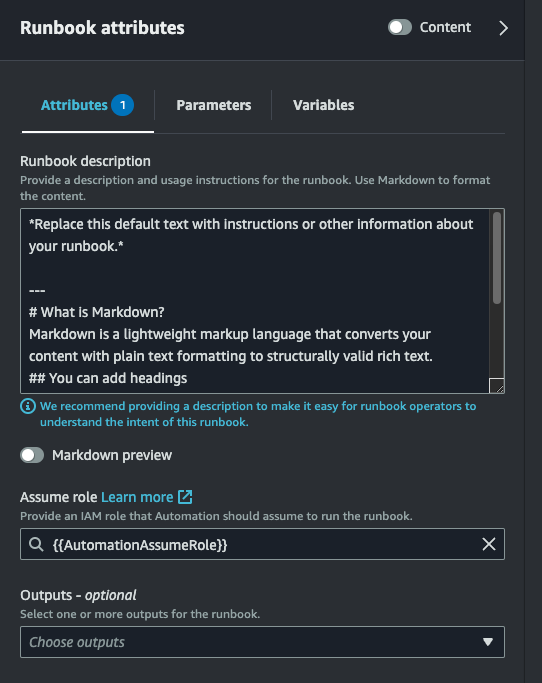 Runbook attributes
Content
Attributes 1
Parameters
Variables
Runbook description
Provide a description and usage instructions for the runbook. Use Markdown to format
the content.
*Replace this default text with instructions or other information about
your runbook.*
---
# What is Markdown?
Markdown is a lightweight markup language that converts your
content with plain text formatting to structurally valid rich text.
## You can add headings
We recommend providing a description to make it easy for runbook operators to
understand the intent of this runbook.
Markdown preview
Assume role Learn more
Provide an IAM role that Automation should assume to run the runbook.
{{AutomationAssumeRole}}
Outputs - optional
Select one or more outputs for the runbook.
Choose outputs